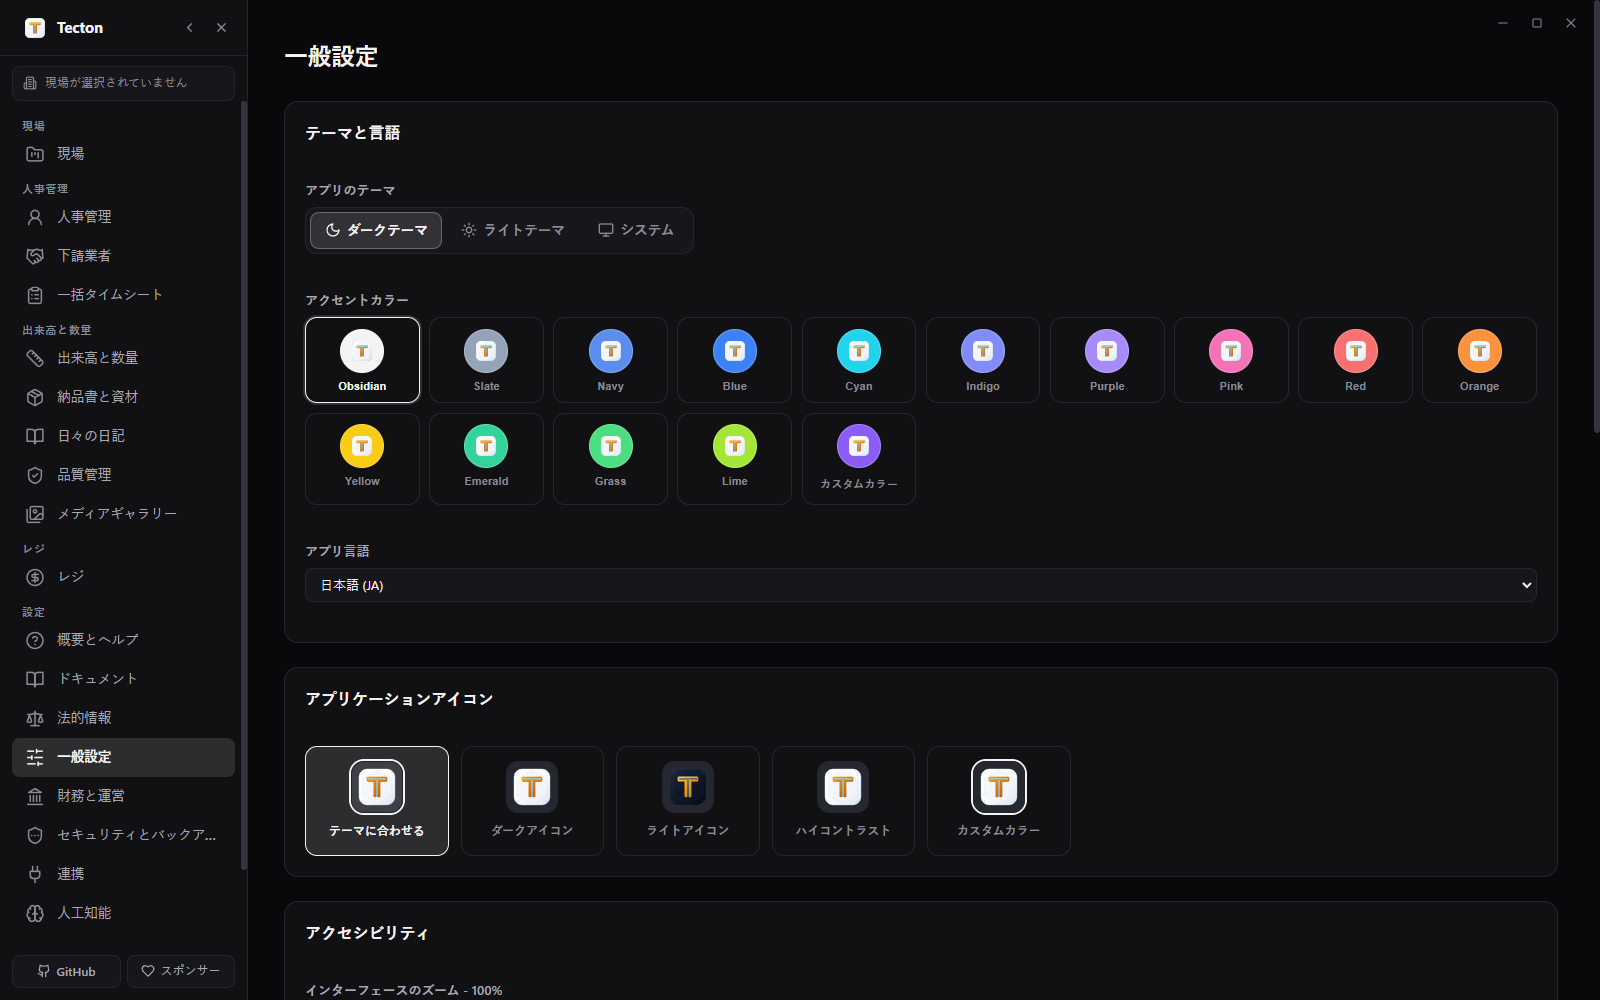 Tecton
現場が選択されていません
現場
現場
人事管理
人事管理
下請業者
一括タイムシート
出来高と数量
出来高と数量
納品書と資材
日々の日記
品質管理
メディアギャラリー
レジ
レジ
設定
概要とヘルプ
ドキュメント
法的情報
一般設定
財務と運営
セキュリティとバックア...
連携
人工知能
GitHub
スポンサー
一般設定
テーマと言語
アプリのテーマ
ダークテーマ
ライトテーマ
システム
アクセントカラー
Obsidian
Slate
Navy
Blue
Cyan
Indigo
Purple
Pink
Red
Orange
Yellow
Emerald
Grass
Lime
カスタムカラー
アプリ言語
日本語 (JA)
アプリケーションアイコン
テーマに合わせる
ダークアイコン
ライトアイコン
ハイコントラスト
カスタムカラー
アクセシビリティ
インターフェースのズーム - 100%